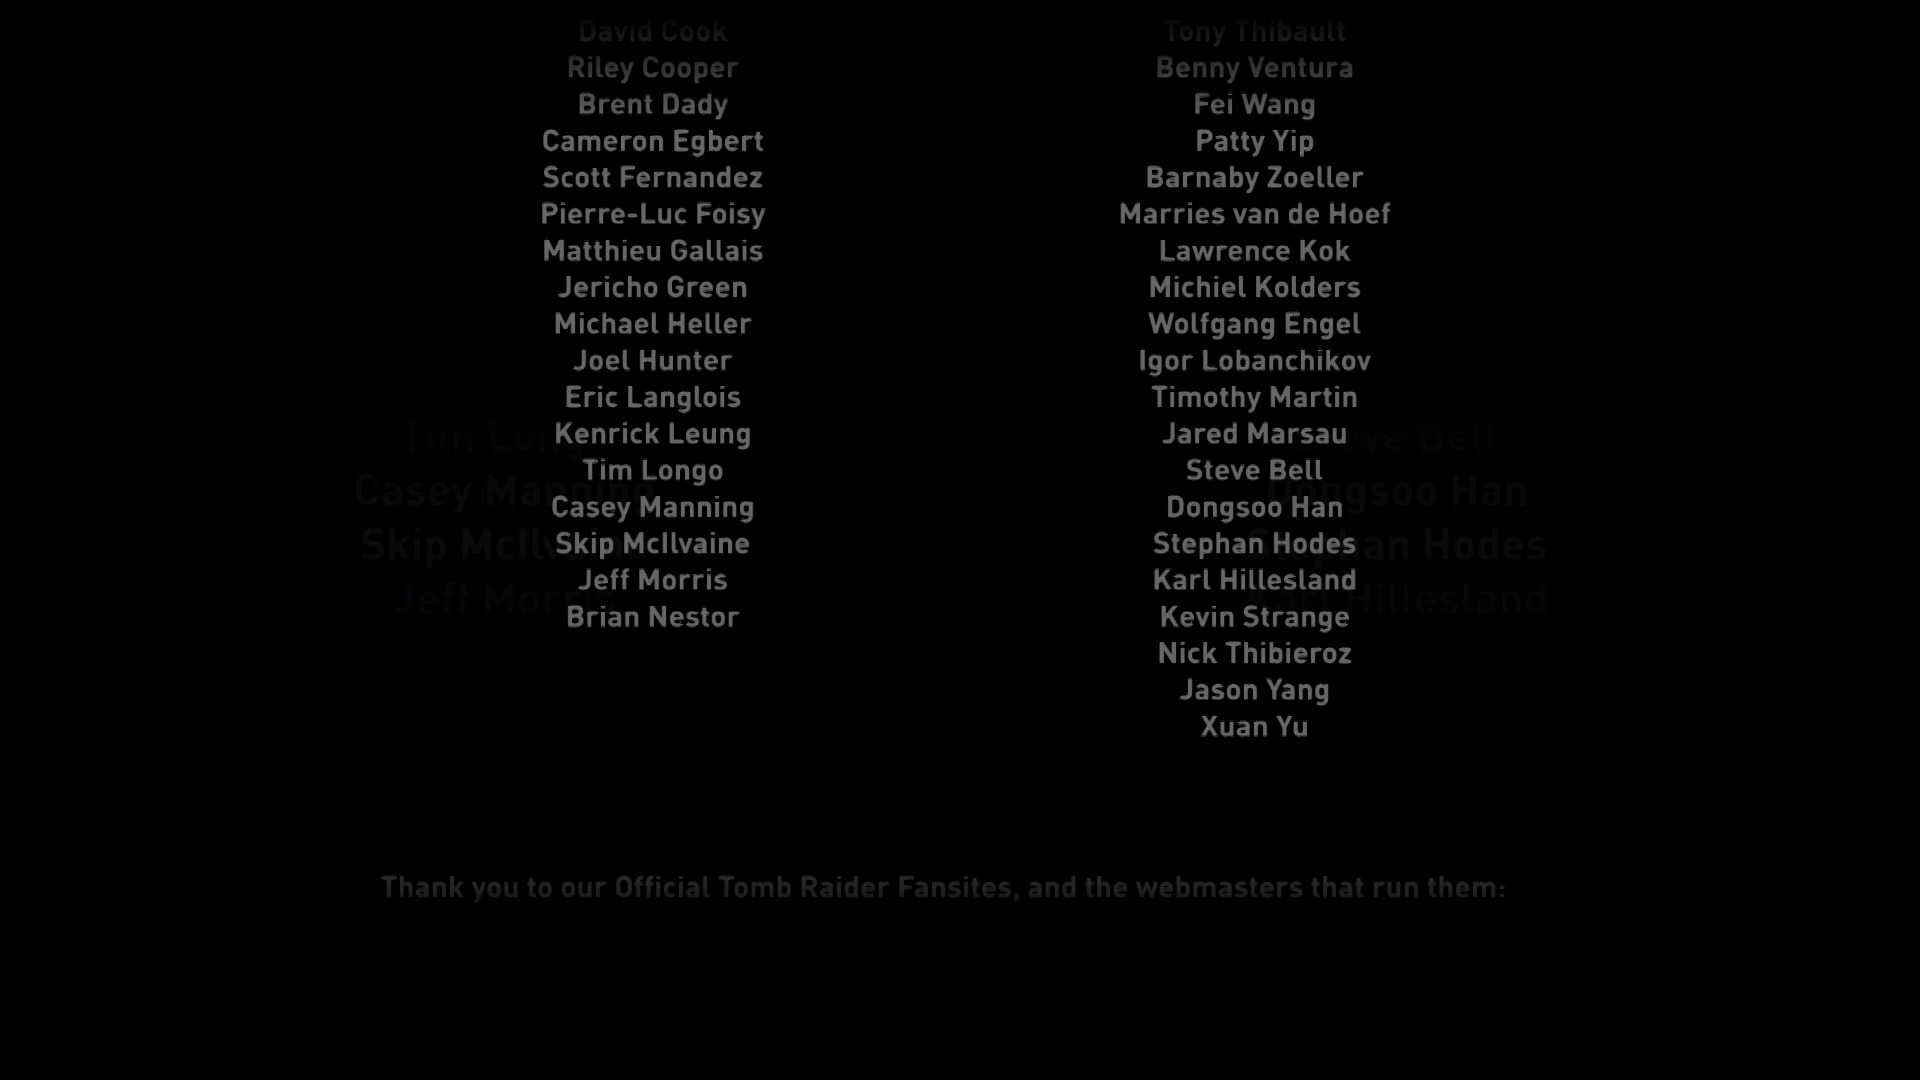 David Cook
Riley Cooper
Brent Dady
Cameron Egbert
Scott Fernandez
Pierre-Luc Foisy
Matthieu Gallais
Jericho Green
Michael Heller
Joel Hunter
Eric Langlois
Kenrick Leung
Tim Longo
Casey Manning
Skip McIlvaine
Jeff Morris
Brian Nestor
Tony Thibault
Benny Ventura
Fei Wang
Patty Yip
Barnaby Zoeller
Marries van de Hoef
Lawrence Kok
Michiel Kolders
Wolfgang Engel
Igor Lobanchikov
Timothy Martin
Jared Marsau
Steve Bell
Dongsoo Han
Stephan Hodes
Karl Hillesland
Kevin Strange
Nick Thibieroz
Jason Yang
Xuan Yu
Thank you to our Official Tomb Raider Fansites, and the webmasters that run them: